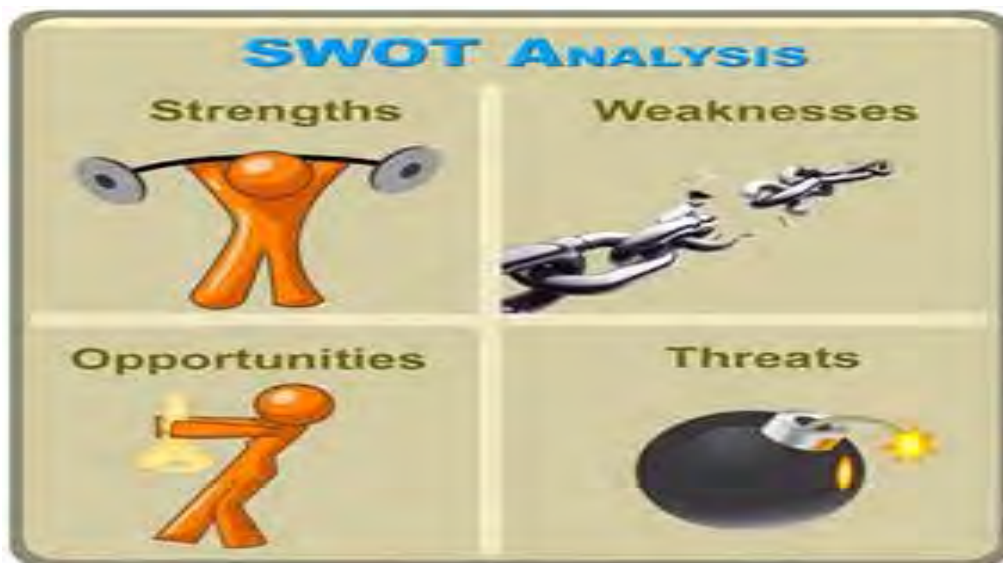 SWOT ANALYSIS
Strengths
Weaknesses
Opportunities
Threats